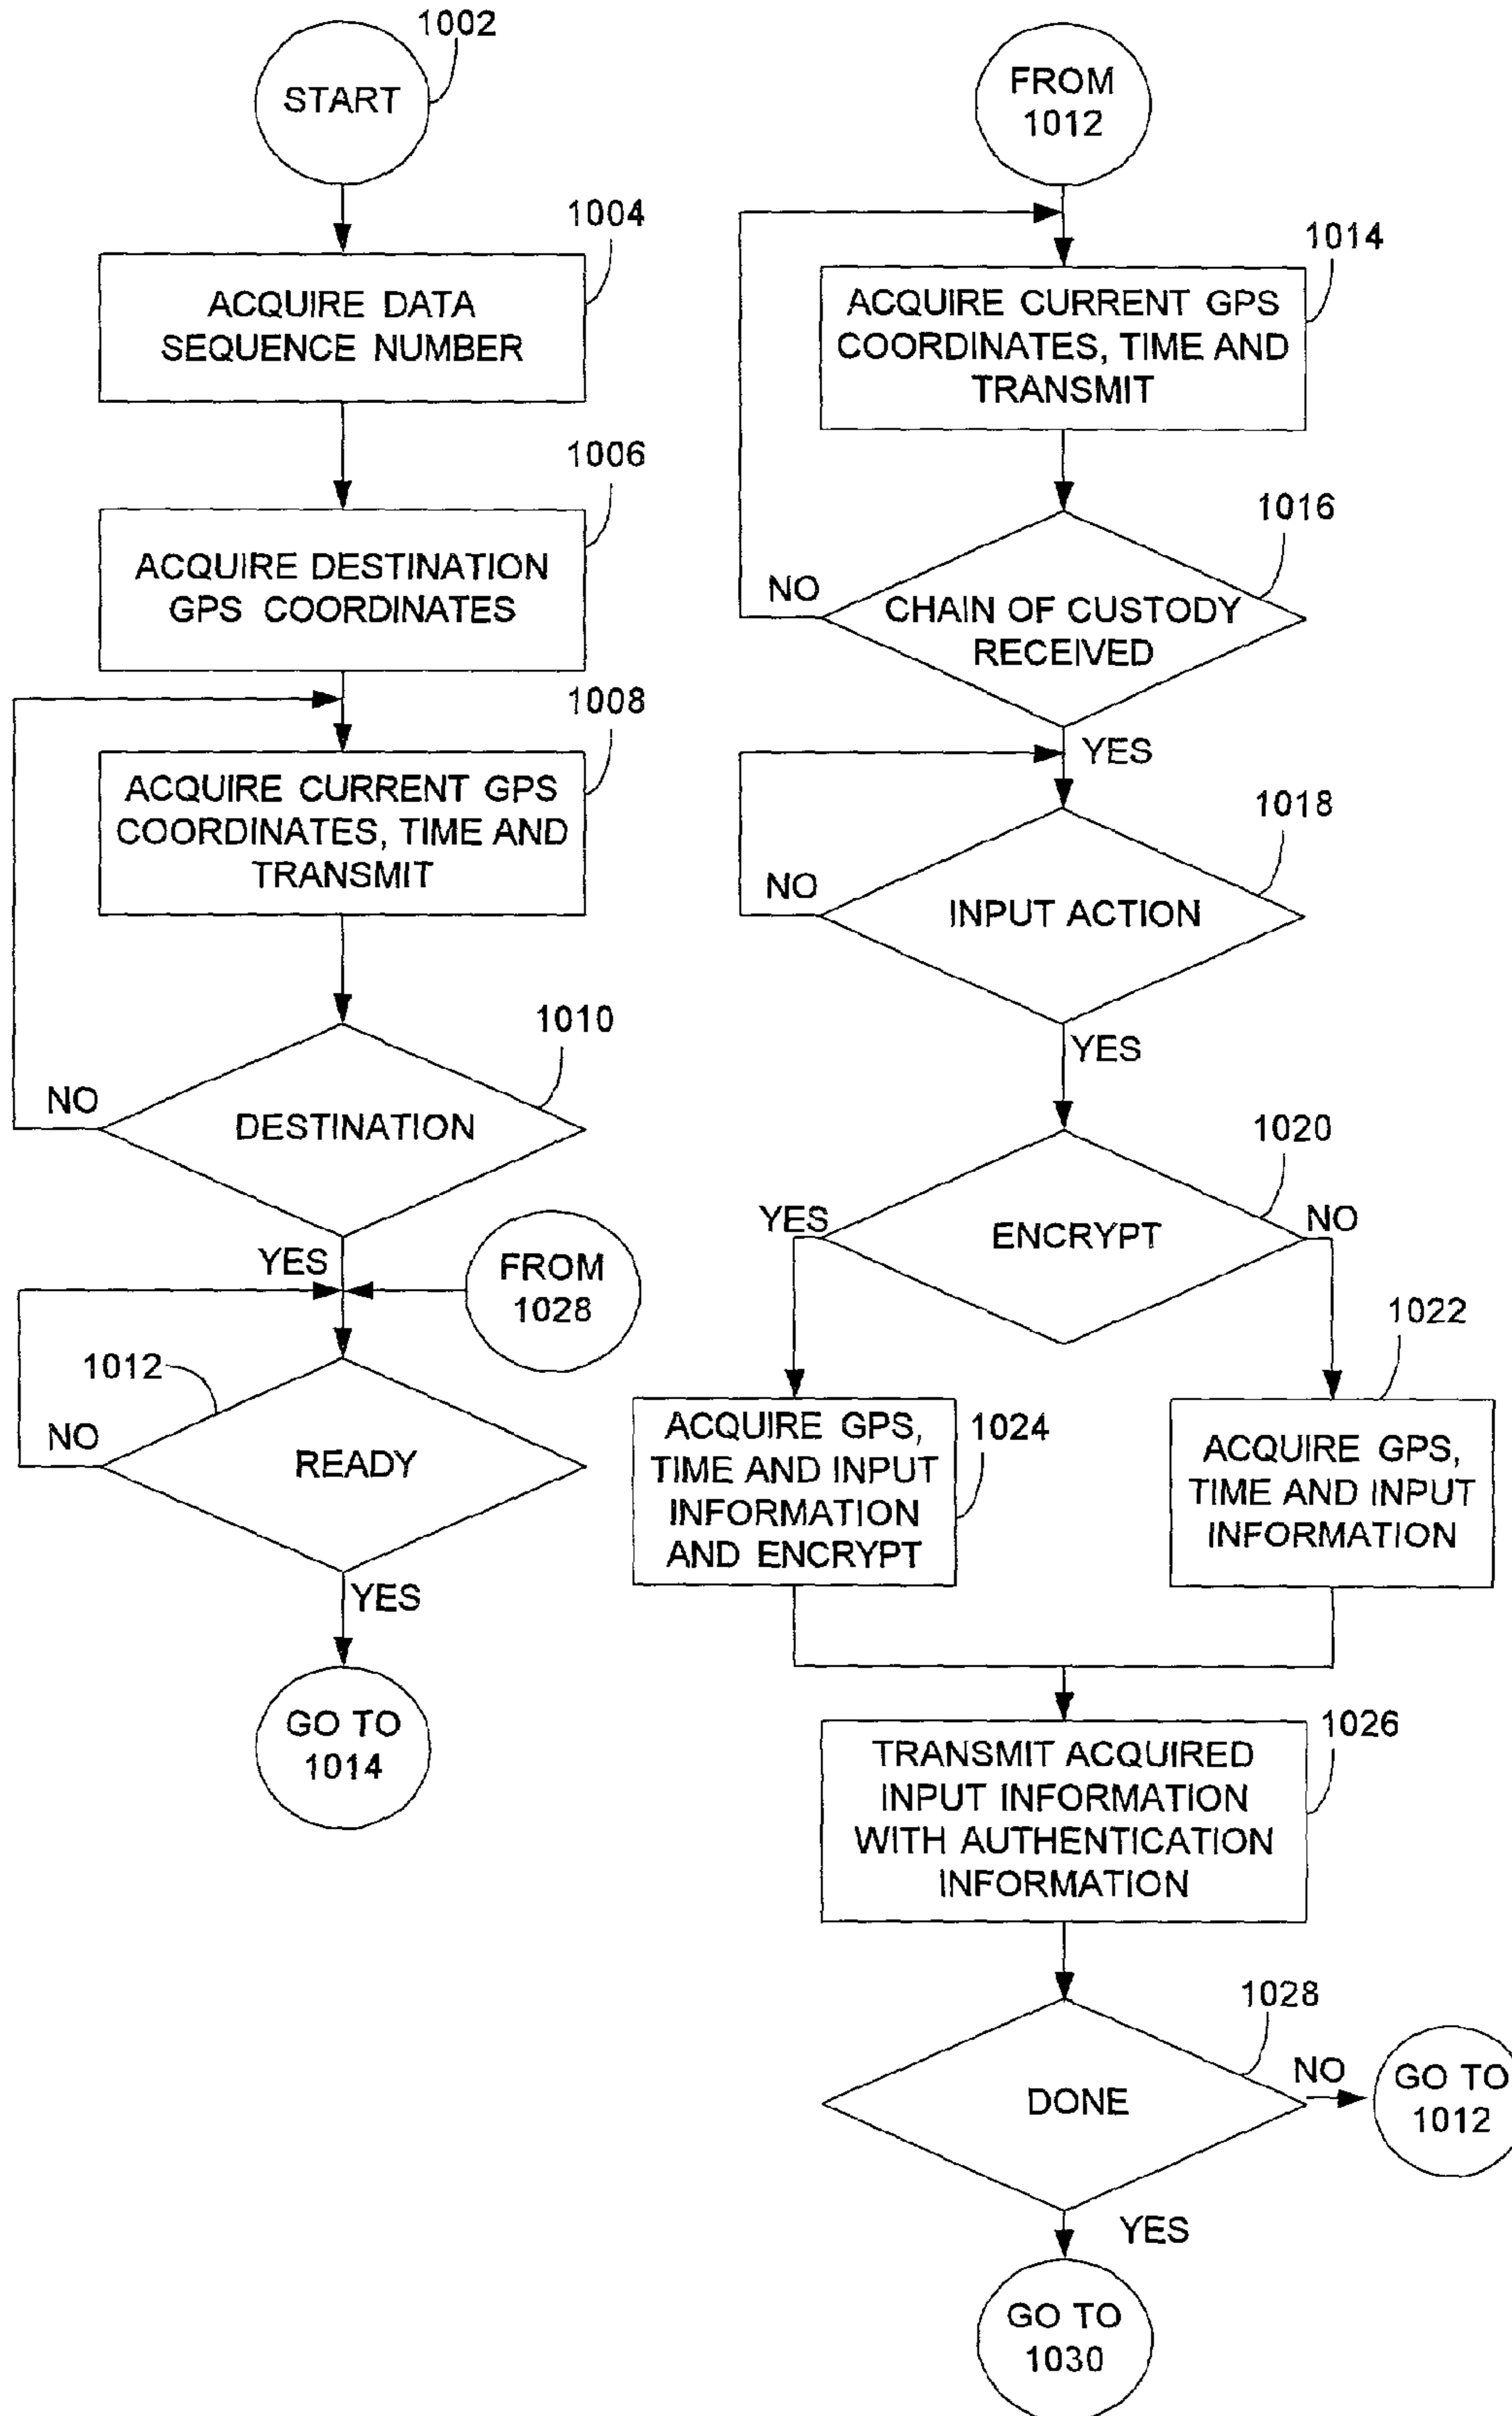 1002
START
1004
ACQUIRE DATA
SEQUENCE NUMBER
1006
ACQUIRE DESTINATION
GPS COORDINATES
1008
ACQUIRE CURRENT GPS
COORDINATES, TIME AND
TRANSMIT
1010
NO
DESTINATION
YES
FROM
1028
1012
NO
READY
YES
GO TO
1014
FROM
1012
1014
ACQUIRE CURRENT GPS
COORDINATES, TIME AND
TRANSMIT
1016
NO
CHAIN OF CUSTODY
RECEIVED
YES
1018
NO
INPUT ACTION
YES
1020
YES
ENCRYPT
NO
1022
1024
ACQUIRE GPS,
TIME AND INPUT
INFORMATION
AND ENCRYPT
ACQUIRE GPS,
TIME AND INPUT
INFORMATION
1026
TRANSMIT ACQUIRED
INPUT INFORMATION
WITH AUTHENTICATION
INFORMATION
1028
DONE
NO
GO TO
1012
YES
GO TO
1030